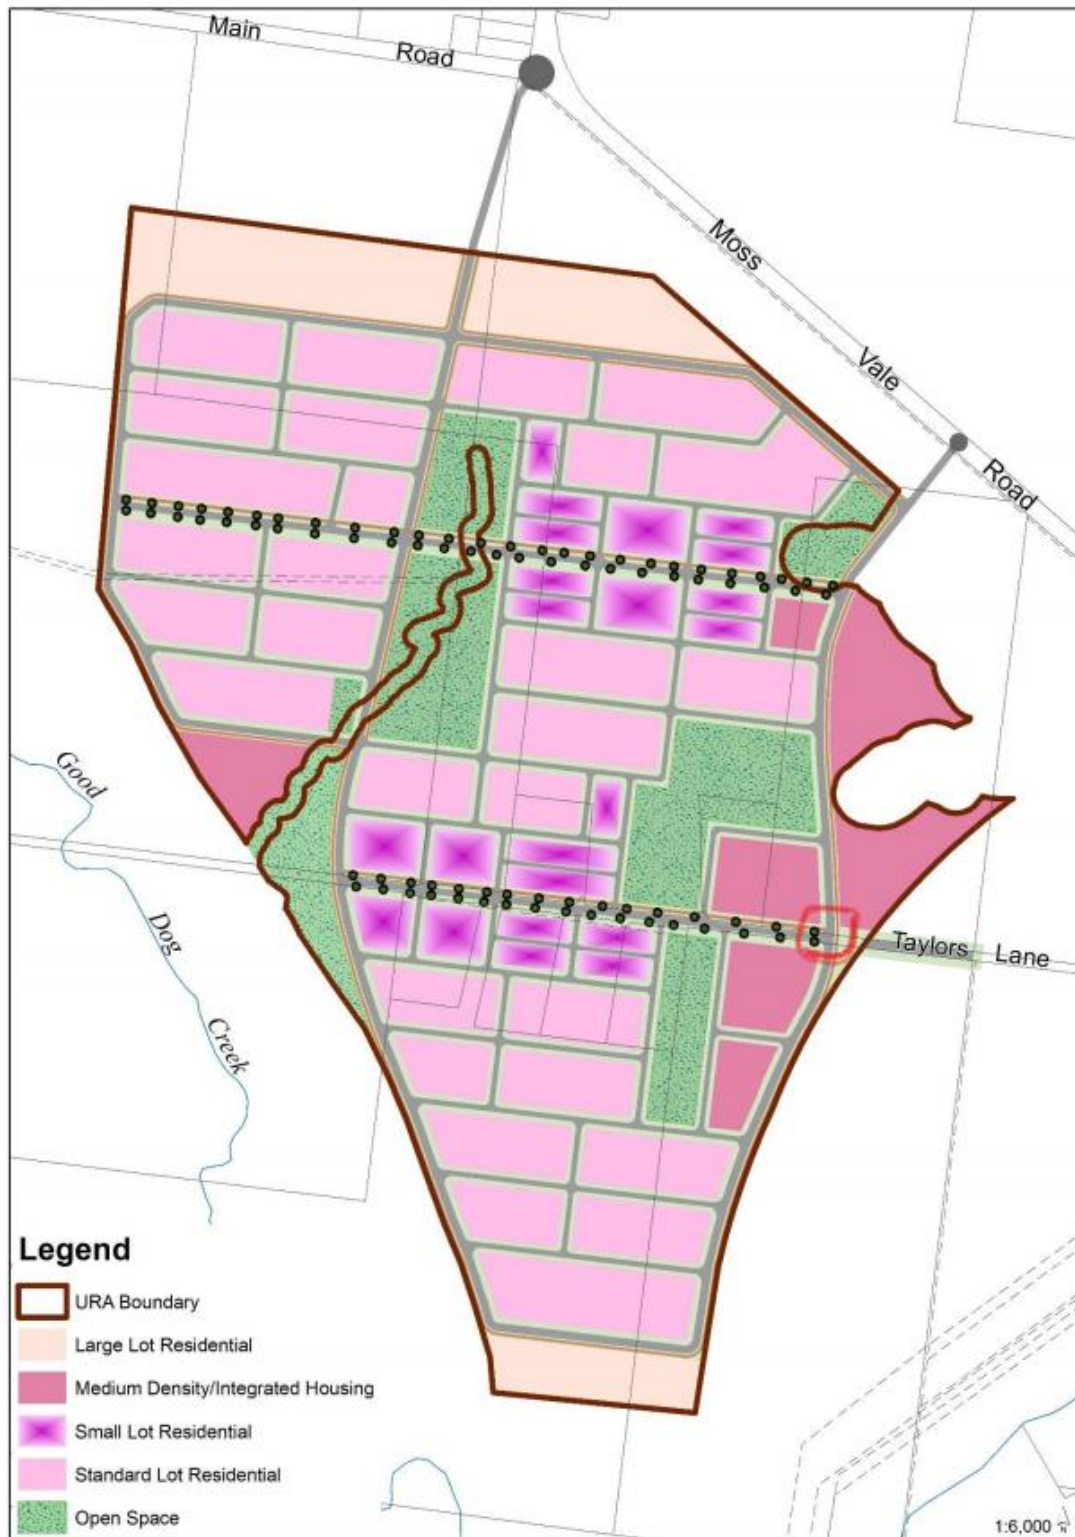 Main Road
Moss Vale Road
Good Dog Creek
Taylors Lane
Legend
URA Boundary
Large Lot Residential
Medium Density/Integrated Housing
Small Lot Residential
Standard Lot Residential
Open Space
1:6,000